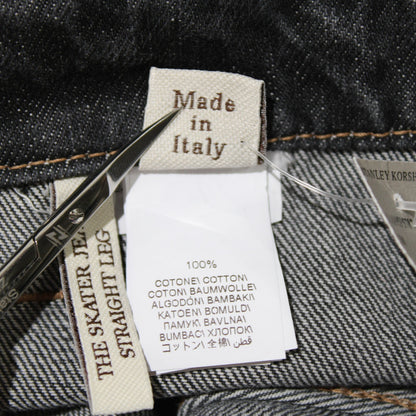 Made
in
Italy
100%
COTONE\ COTTON\
COTON\ BAUMWOLLE\
ALGODÓN\ BAMBAKI\
KATOEN\ BOMULD\
ПАМУК\ BAVLNA\
BUMBAC\ ХЛОПОК\
コットン\ 全棉\ قطن
THE SKATER JE
STRAIGHT LEG
NLEY KORSH